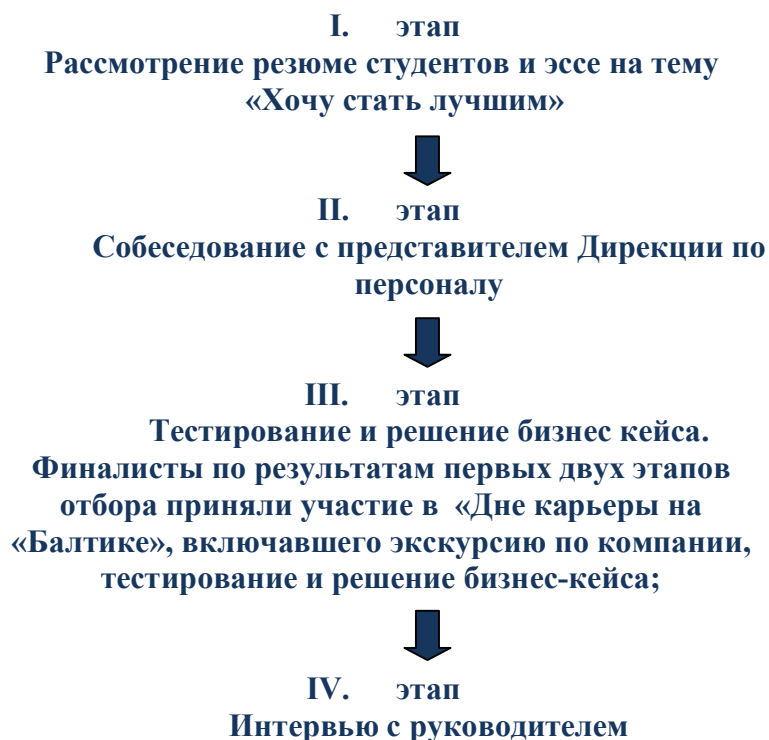 I. этап
Рассмотрение резюме студентов и эссе на тему
«Хочу стать лучшим»
II. этап
Собеседование с представителем Дирекции по
персоналу
III. этап
Тестирование и решение бизнес кейса.
Финалисты по результатам первых двух этапов
отбора приняли участие в «Дне карьеры на
«Балтике», включавшего экскурсию по компании,
тестирование и решение бизнес-кейса;
IV. этап
Интервью с руководителем